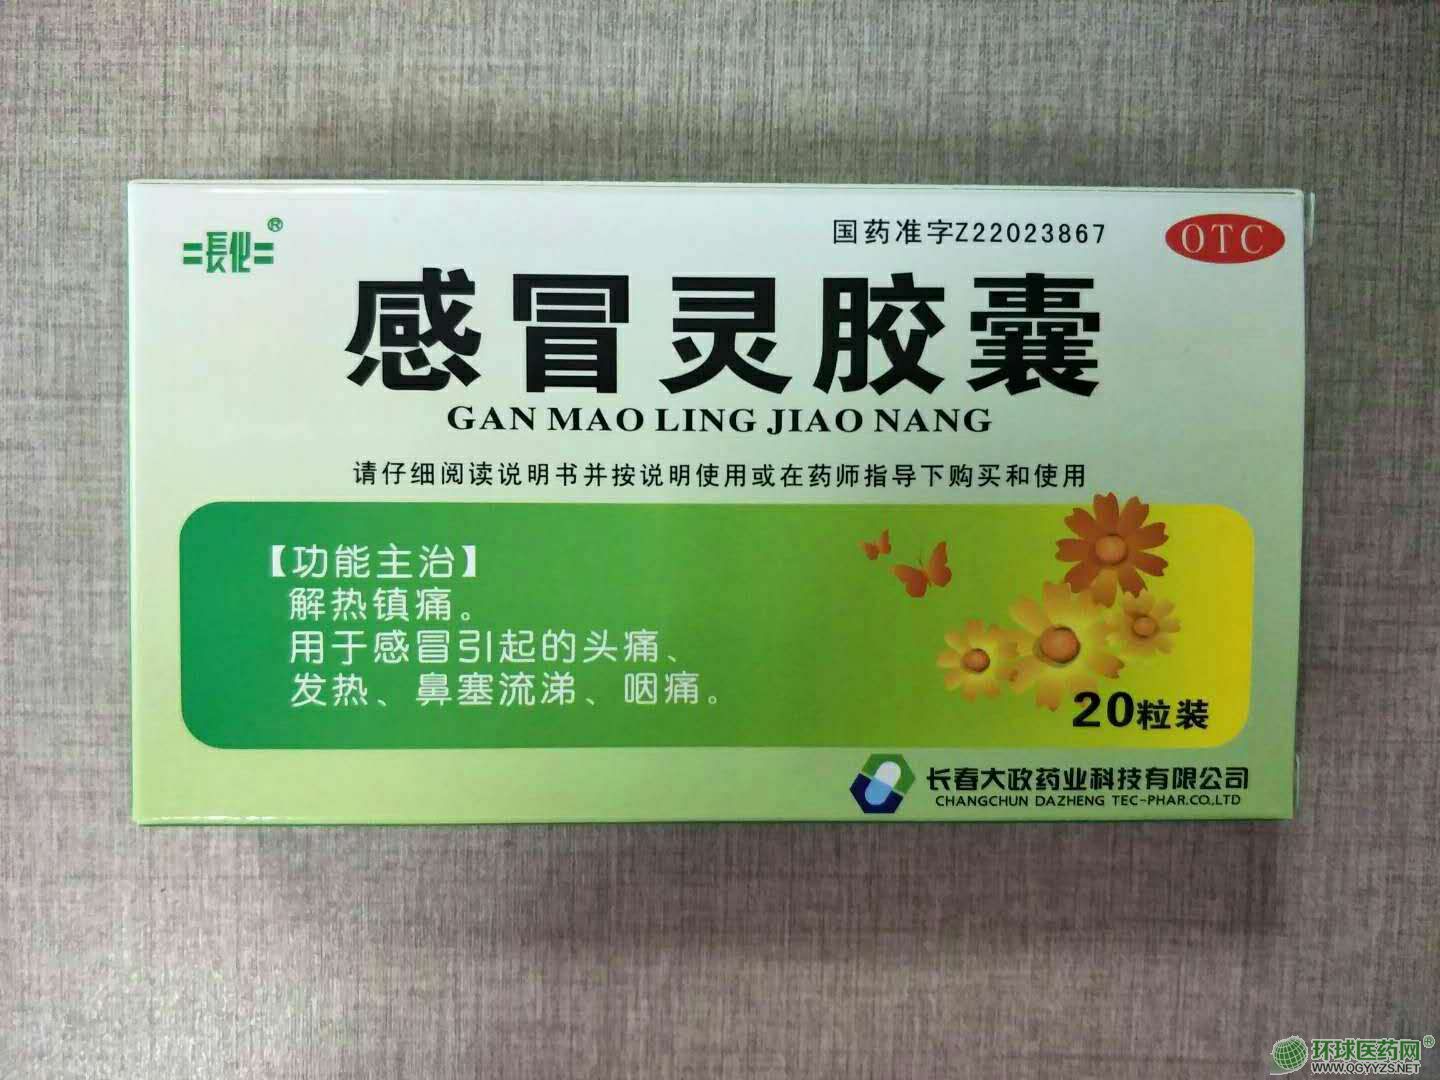 長化®
国药准字Z22023867
OTC
感冒灵胶囊
GAN MAO LING JIAO NANG
请仔细阅读说明书并按说明使用或在药师指导下购买和使用
【功能主治】
解热镇痛。
用于感冒引起的头痛、
发热、鼻塞流涕、咽痛。
20粒装
长春大政药业科技有限公司
CHANGCHUN DAZHENG TEC-PHAR.CO.,LTD
环球医药网®
WWW.QGYYZS.NET